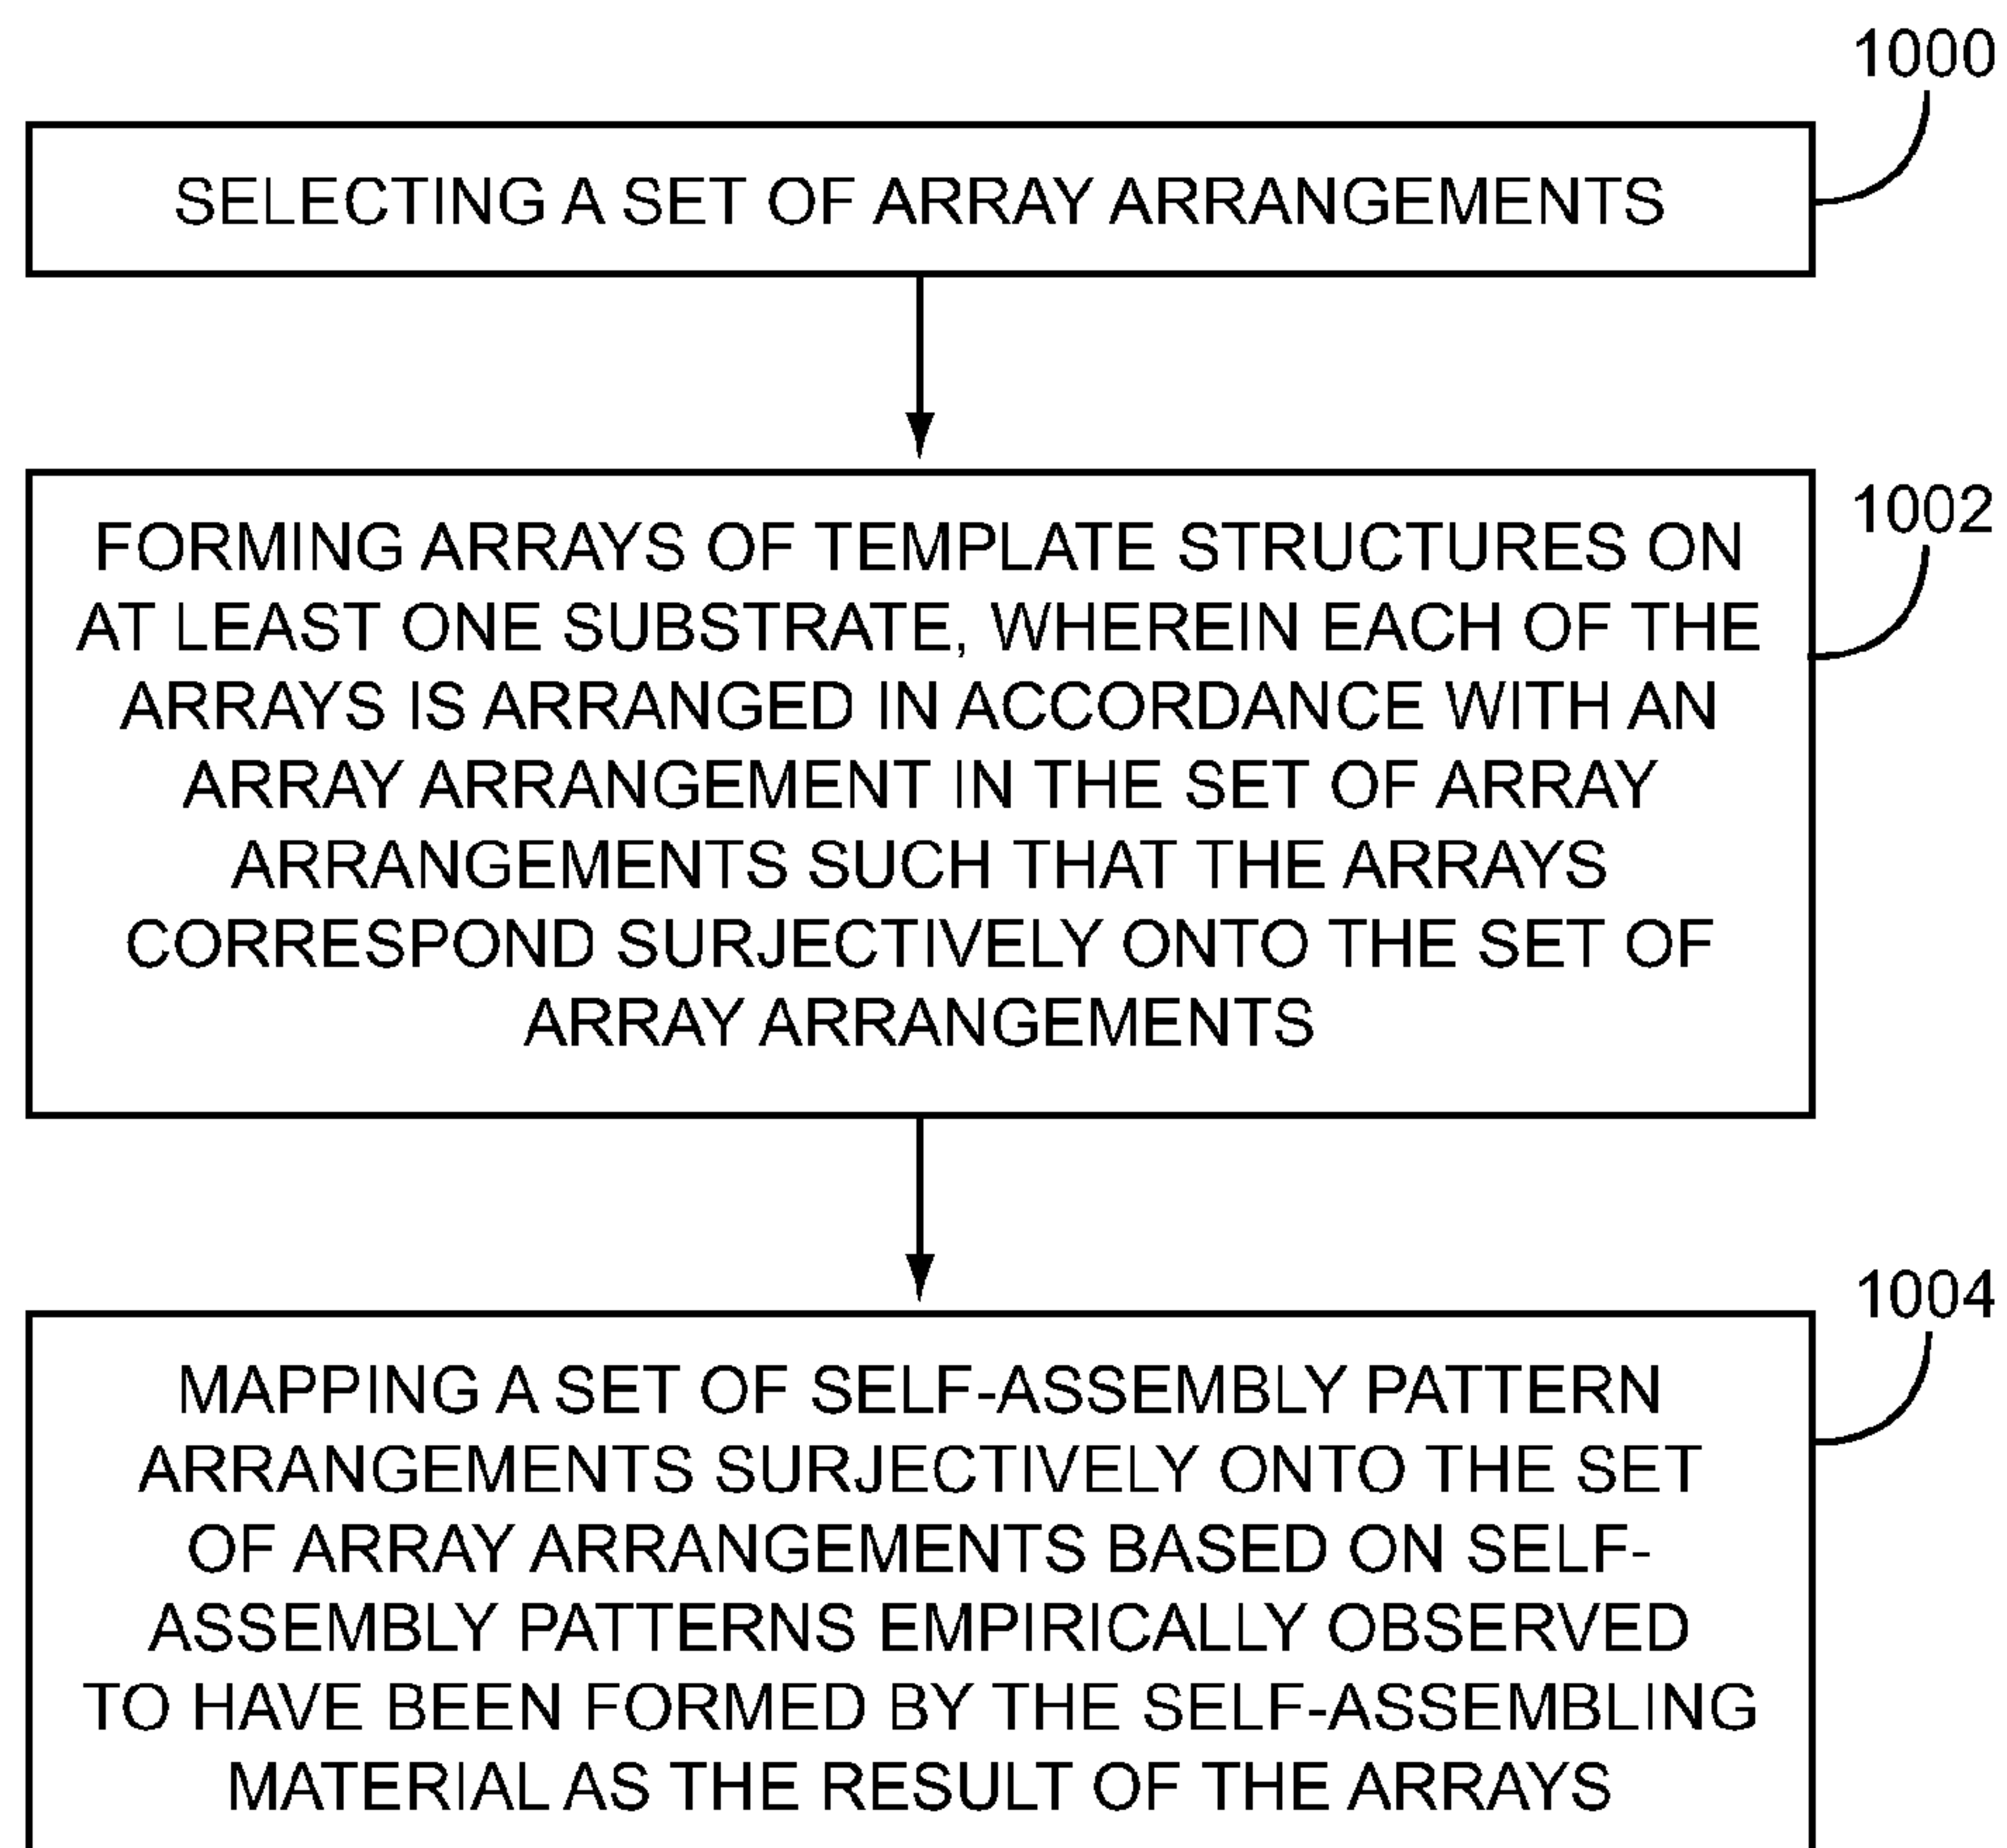 1000
SELECTING A SET OF ARRAY ARRANGEMENTS
1002
FORMING ARRAYS OF TEMPLATE STRUCTURES ON
AT LEAST ONE SUBSTRATE, WHEREIN EACH OF THE
ARRAYS IS ARRANGED IN ACCORDANCE WITH AN
ARRAY ARRANGEMENT IN THE SET OF ARRAY
ARRANGEMENTS SUCH THAT THE ARRAYS
CORRESPOND SURJECTIVELY ONTO THE SET OF
ARRAY ARRANGEMENTS
1004
MAPPING A SET OF SELF-ASSEMBLY PATTERN
ARRANGEMENTS SURJECTIVELY ONTO THE SET
OF ARRAY ARRANGEMENTS BASED ON SELF-
ASSEMBLY PATTERNS EMPIRICALLY OBSERVED
TO HAVE BEEN FORMED BY THE SELF-ASSEMBLING
MATERIAL AS THE RESULT OF THE ARRAYS